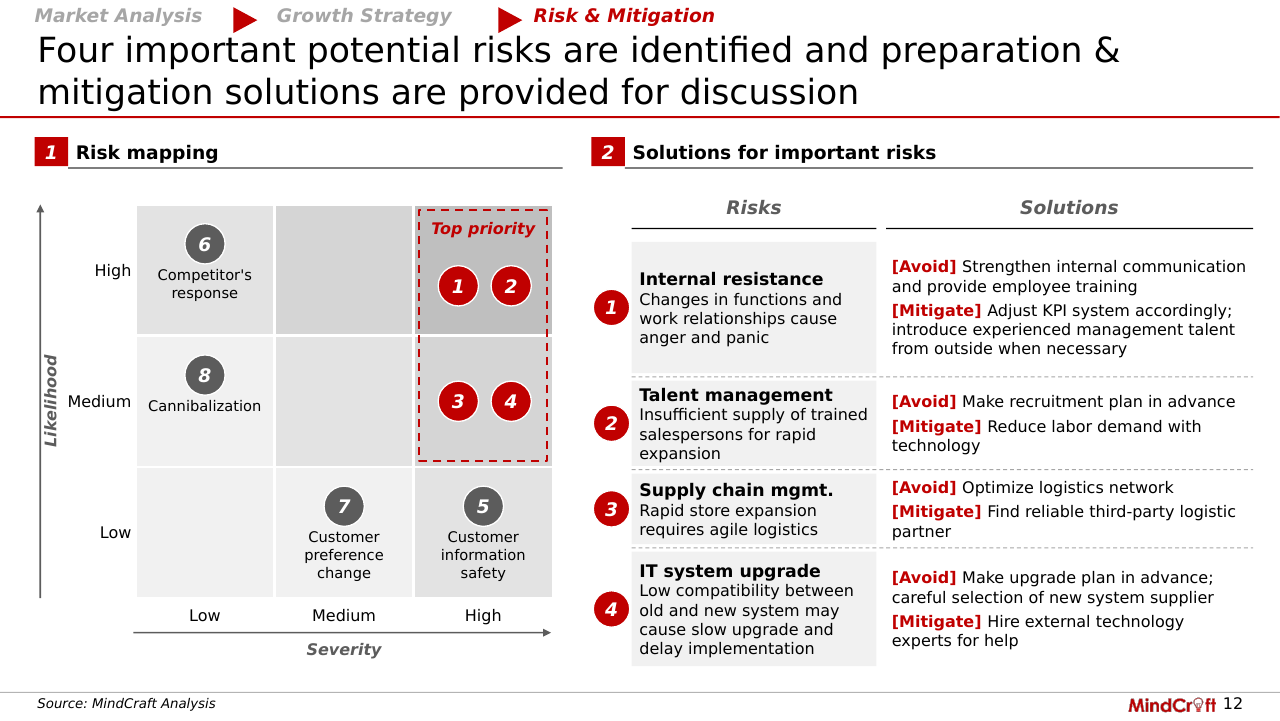 Market Analysis
Growth Strategy
Risk & Mitigation
Four important potential risks are identified and preparation &
mitigation solutions are provided for discussion
1
Risk mapping
Likelihood
High
Medium
Low
6
Competitor's
response
Top priority
1
2
8
Cannibalization
3
4
7
Customer
preference
change
5
Customer
information
safety
Low
Medium
High
Severity
2
Solutions for important risks
Risks
Solutions
1
Internal resistance
Changes in functions and
work relationships cause
anger and panic
[Avoid] Strengthen internal communication
and provide employee training
[Mitigate] Adjust KPI system accordingly;
introduce experienced management talent
from outside when necessary
2
Talent management
Insufficient supply of trained
salespersons for rapid
expansion
[Avoid] Make recruitment plan in advance
[Mitigate] Reduce labor demand with
technology
3
Supply chain mgmt.
Rapid store expansion
requires agile logistics
[Avoid] Optimize logistics network
[Mitigate] Find reliable third-party logistic
partner
4
IT system upgrade
Low compatibility between
old and new system may
cause slow upgrade and
delay implementation
[Avoid] Make upgrade plan in advance;
careful selection of new system supplier
[Mitigate] Hire external technology
experts for help
Source: MindCraft Analysis
MindCraft
12